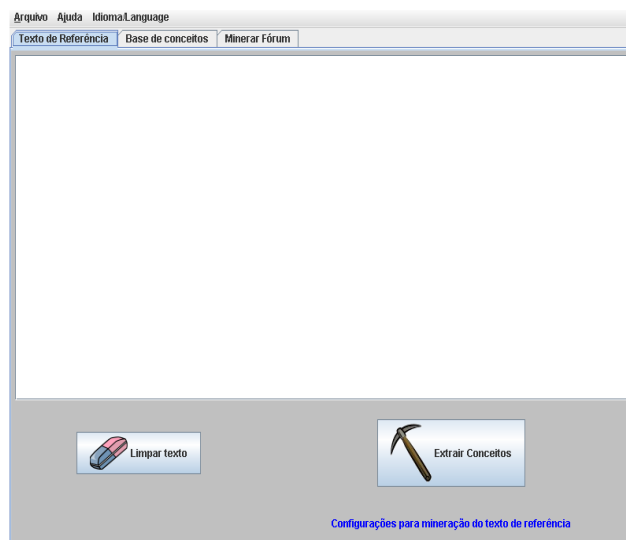 Arquivo Ajuda Idioma/Language
Texto de Referência Base de conceitos Minerar Fórum
Limpar texto Extrair Conceitos
Configurações para mineração do texto de referência